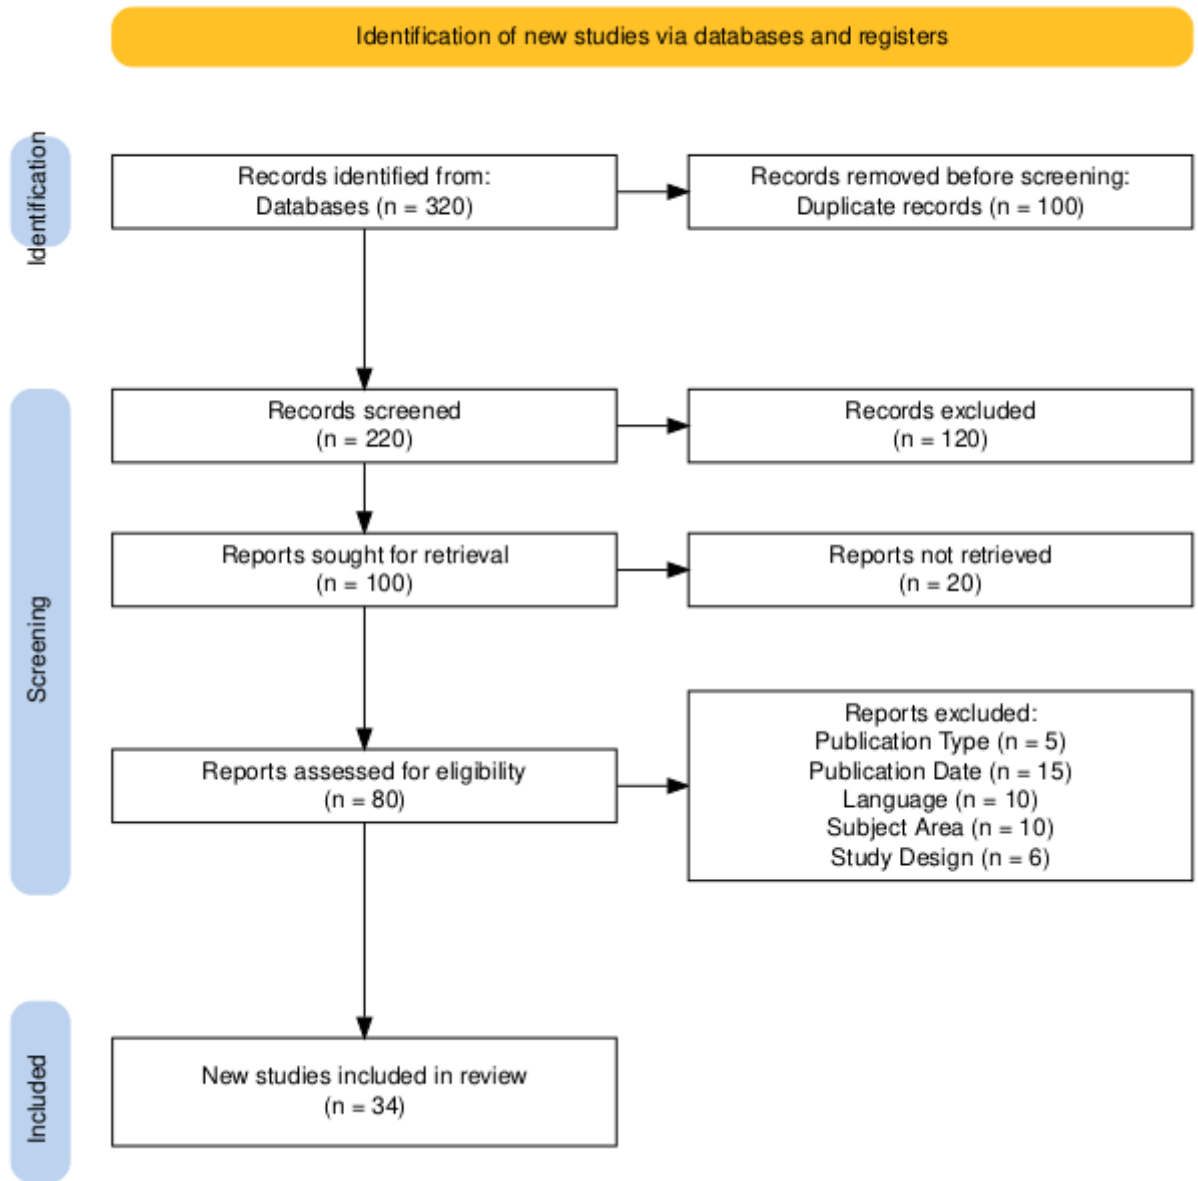 Identification of new studies via databases and registers
Identification
Records identified from:
Databases (n = 320)
Records removed before screening:
Duplicate records (n = 100)
Screening
Records screened
(n = 220)
Records excluded
(n = 120)
Reports sought for retrieval
(n = 100)
Reports not retrieved
(n = 20)
Reports assessed for eligibility
(n = 80)
Reports excluded:
Publication Type (n = 5)
Publication Date (n = 15)
Language (n = 10)
Subject Area (n = 10)
Study Design (n = 6)
Included
New studies included in review
(n = 34)